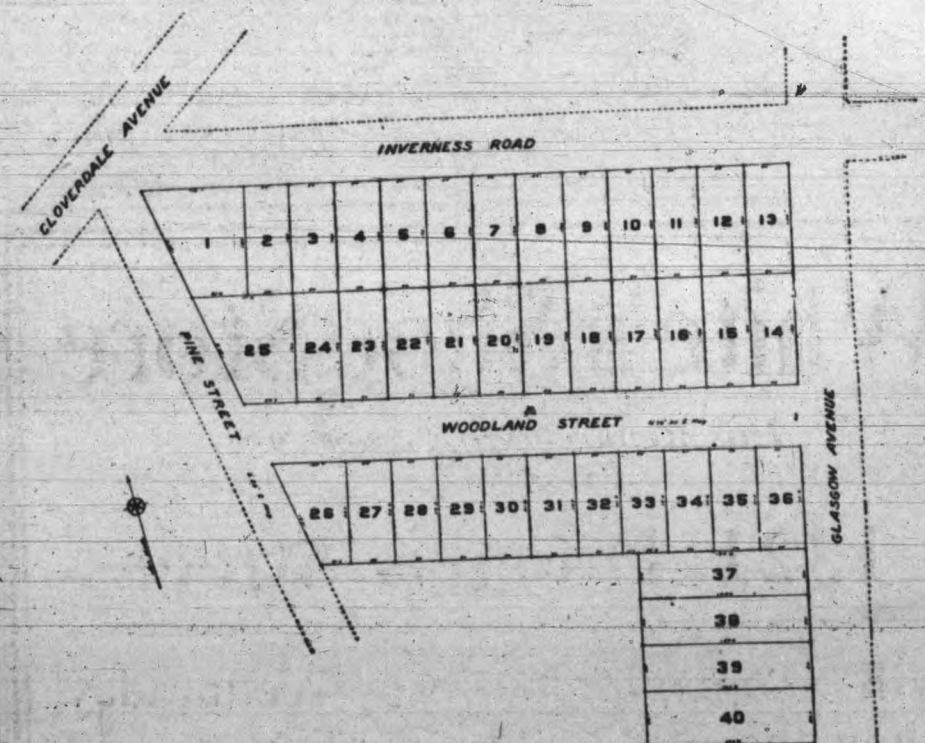 CLOVERDALE AVENUE
INVERNESS ROAD
1 2 3 4 5 6 7 8 9 10 11 12 13
25 24 23 22 21 20 19 18 17 16 15 14
PINE STREET
WOODLAND STREET
GLASGOW AVENUE
26 27 28 29 30 31 32 33 34 35 36
37
38
39
40